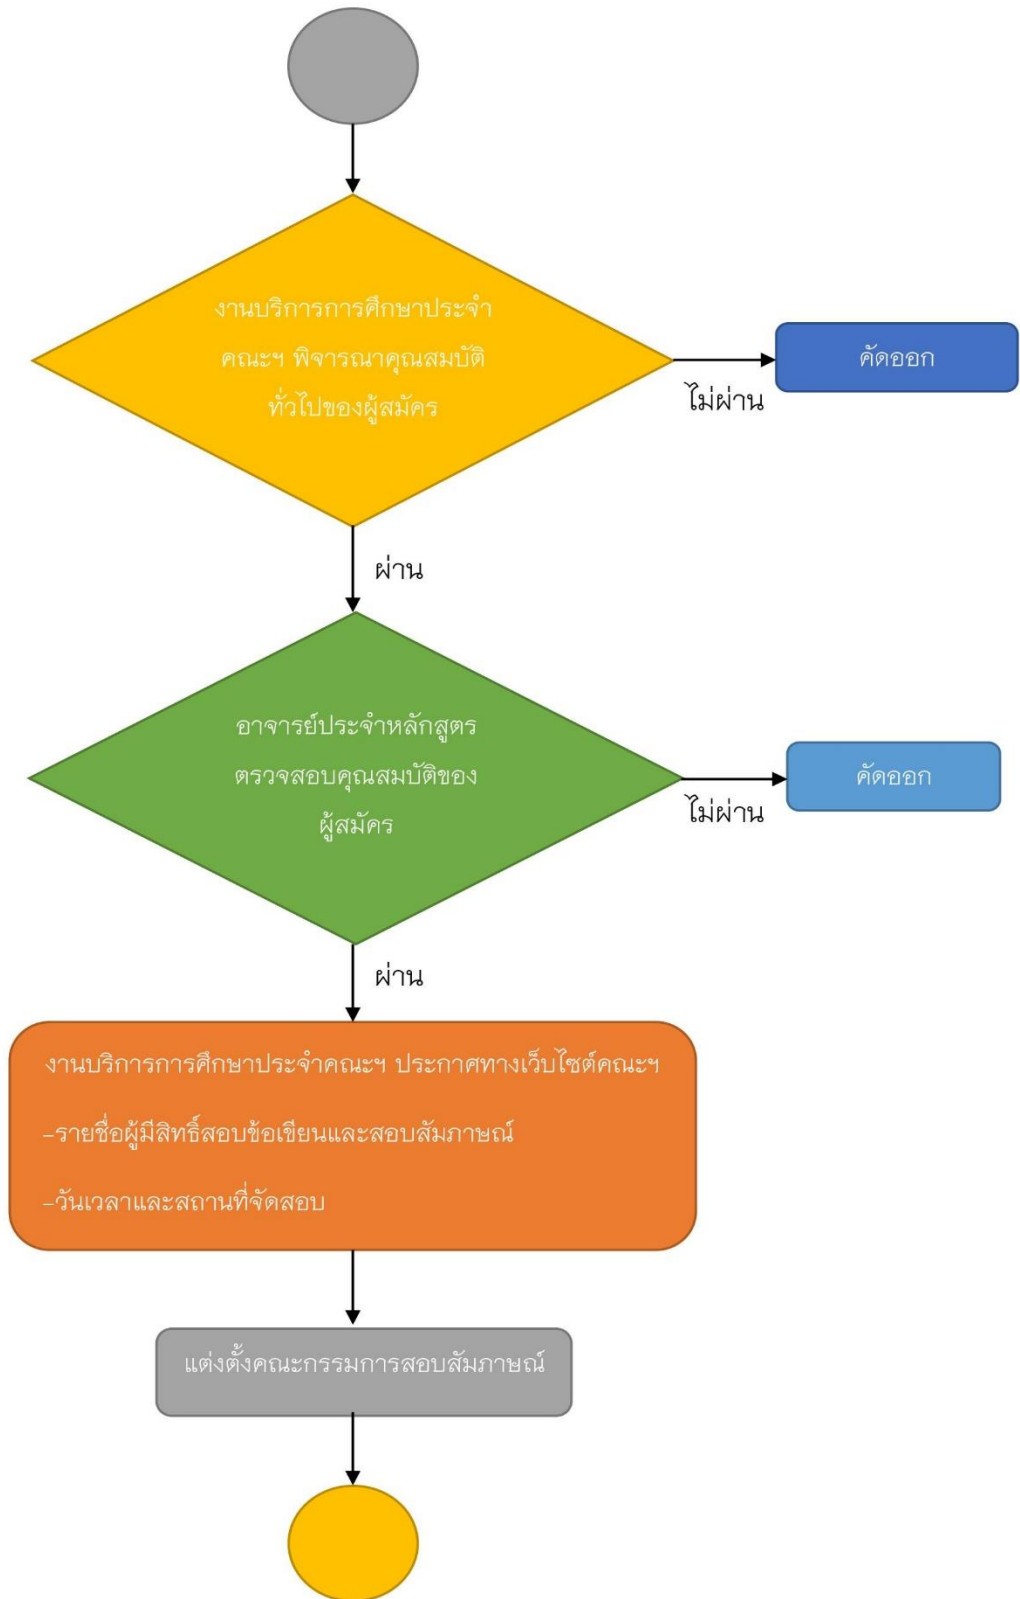 งานบริการการศึกษาประจำ
คณะฯ พิจารณาคุณสมบัติ
ทั่วไปของผู้สมัคร
คัดออก
ไม่ผ่าน
ผ่าน
อาจารย์ประจำหลักสูตร
ตรวจสอบคุณสมบัติของ
ผู้สมัคร
คัดออก
ไม่ผ่าน
ผ่าน
งานบริการการศึกษาประจำคณะฯ ประกาศทางเว็บไซต์คณะฯ
-รายชื่อผู้มีสิทธิ์สอบข้อเขียนและสอบสัมภาษณ์
-วันเวลาและสถานที่จัดสอบ
แต่งตั้งคณะกรรมการสอบสัมภาษณ์